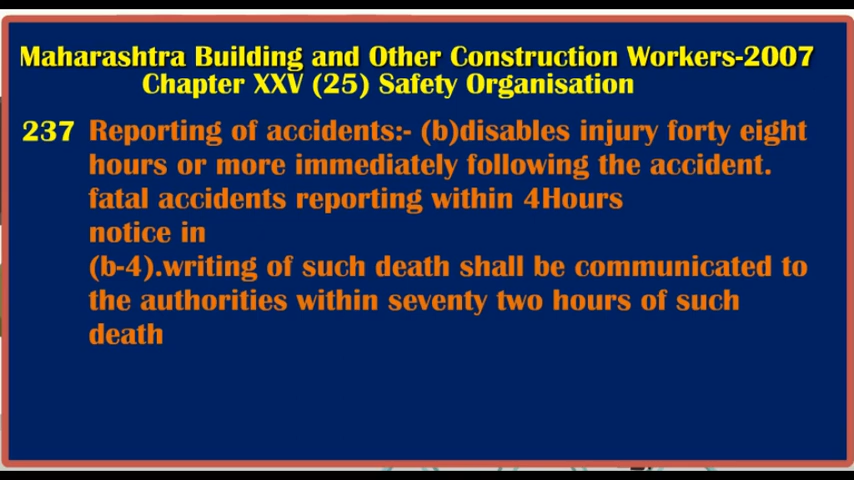 Maharashtra Building and Other Construction Workers-2007
Chapter XXV (25) Safety Organisation
237 Reporting of accidents:- (b)disables injury forty eight
hours or more immediately following the accident.
fatal accidents reporting within 4Hours
notice in
(b-4).writing of such death shall be communicated to
the authorities within seventy two hours of such
death